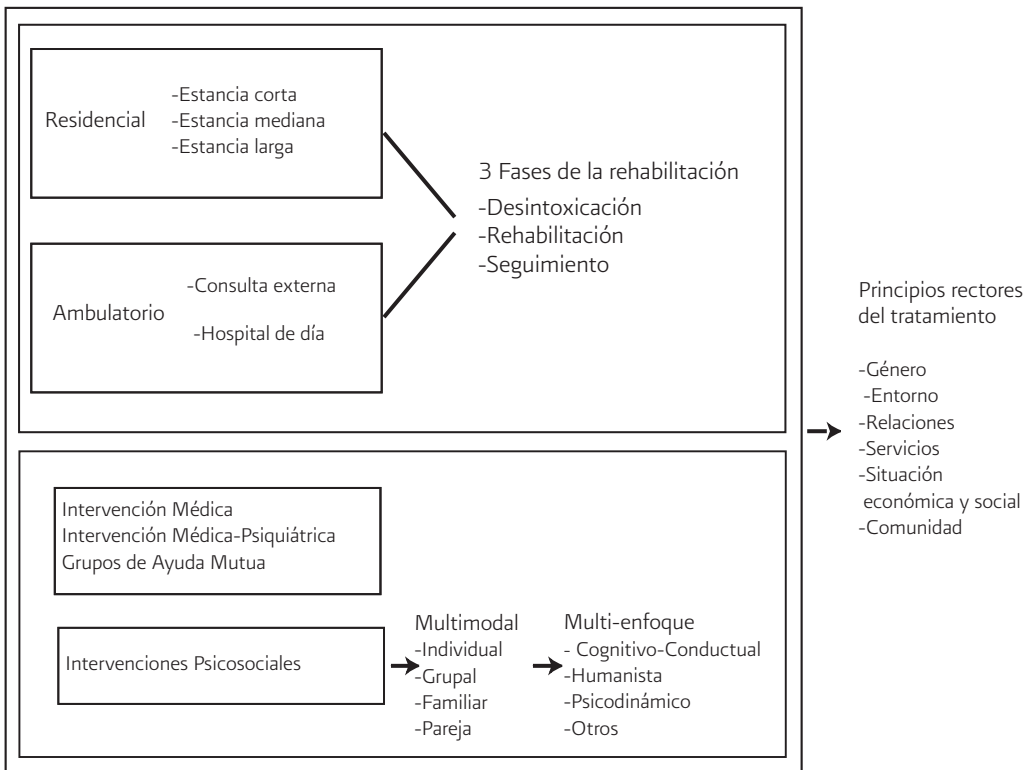 Residencial
-Estancia corta
-Estancia mediana
-Estancia larga
3 Fases de la rehabilitación
-Desintoxicación
-Rehabilitación
-Seguimiento
Ambulatorio
-Consulta externa
-Hospital de día
Intervención Médica
Intervención Médica-Psiquiátrica
Grupos de Ayuda Mutua
Intervenciones Psicosociales
Multimodal
-Individual
-Grupal
-Familiar
-Pareja
Multi-enfoque
- Cognitivo-Conductual
-Humanista
-Psicodinámico
-Otros
Principios rectores
del tratamiento
-Género
-Entorno
-Relaciones
-Servicios
-Situación
económica y social
-Comunidad